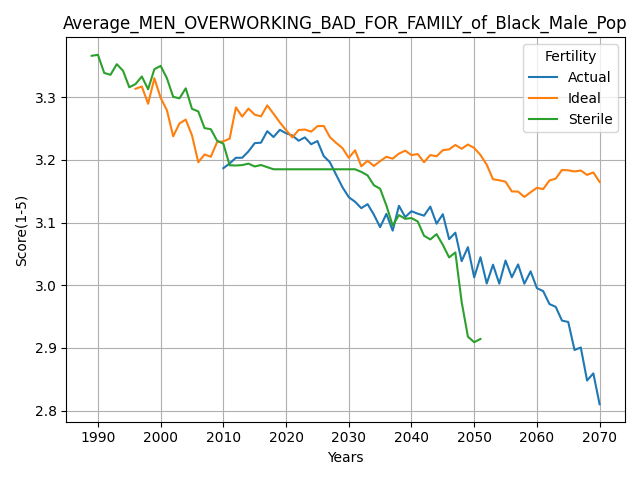 Average_MEN_OVERWORKING_BAD_FOR_FAMILY_of_Black_Male_Pop
Fertility
Actual
Ideal
Sterile
Score(1-5)
3.3
3.2
3.1
3.0
2.9
2.8
1990 2000 2010 2020 2030 2040 2050 2060 2070
Years